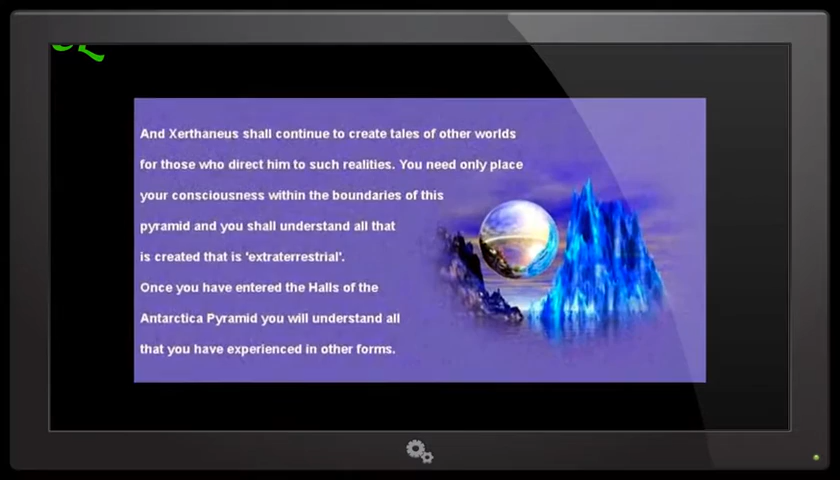 And Xerthaneus shall continue to create tales of other worlds
for those who direct him to such realities. You need only place
your consciousness within the boundaries of this
pyramid and you shall understand all that
is created that is 'extraterrestrial'.
Once you have entered the Halls of the
Antarctica Pyramid you will understand all
that you have experienced in other forms.